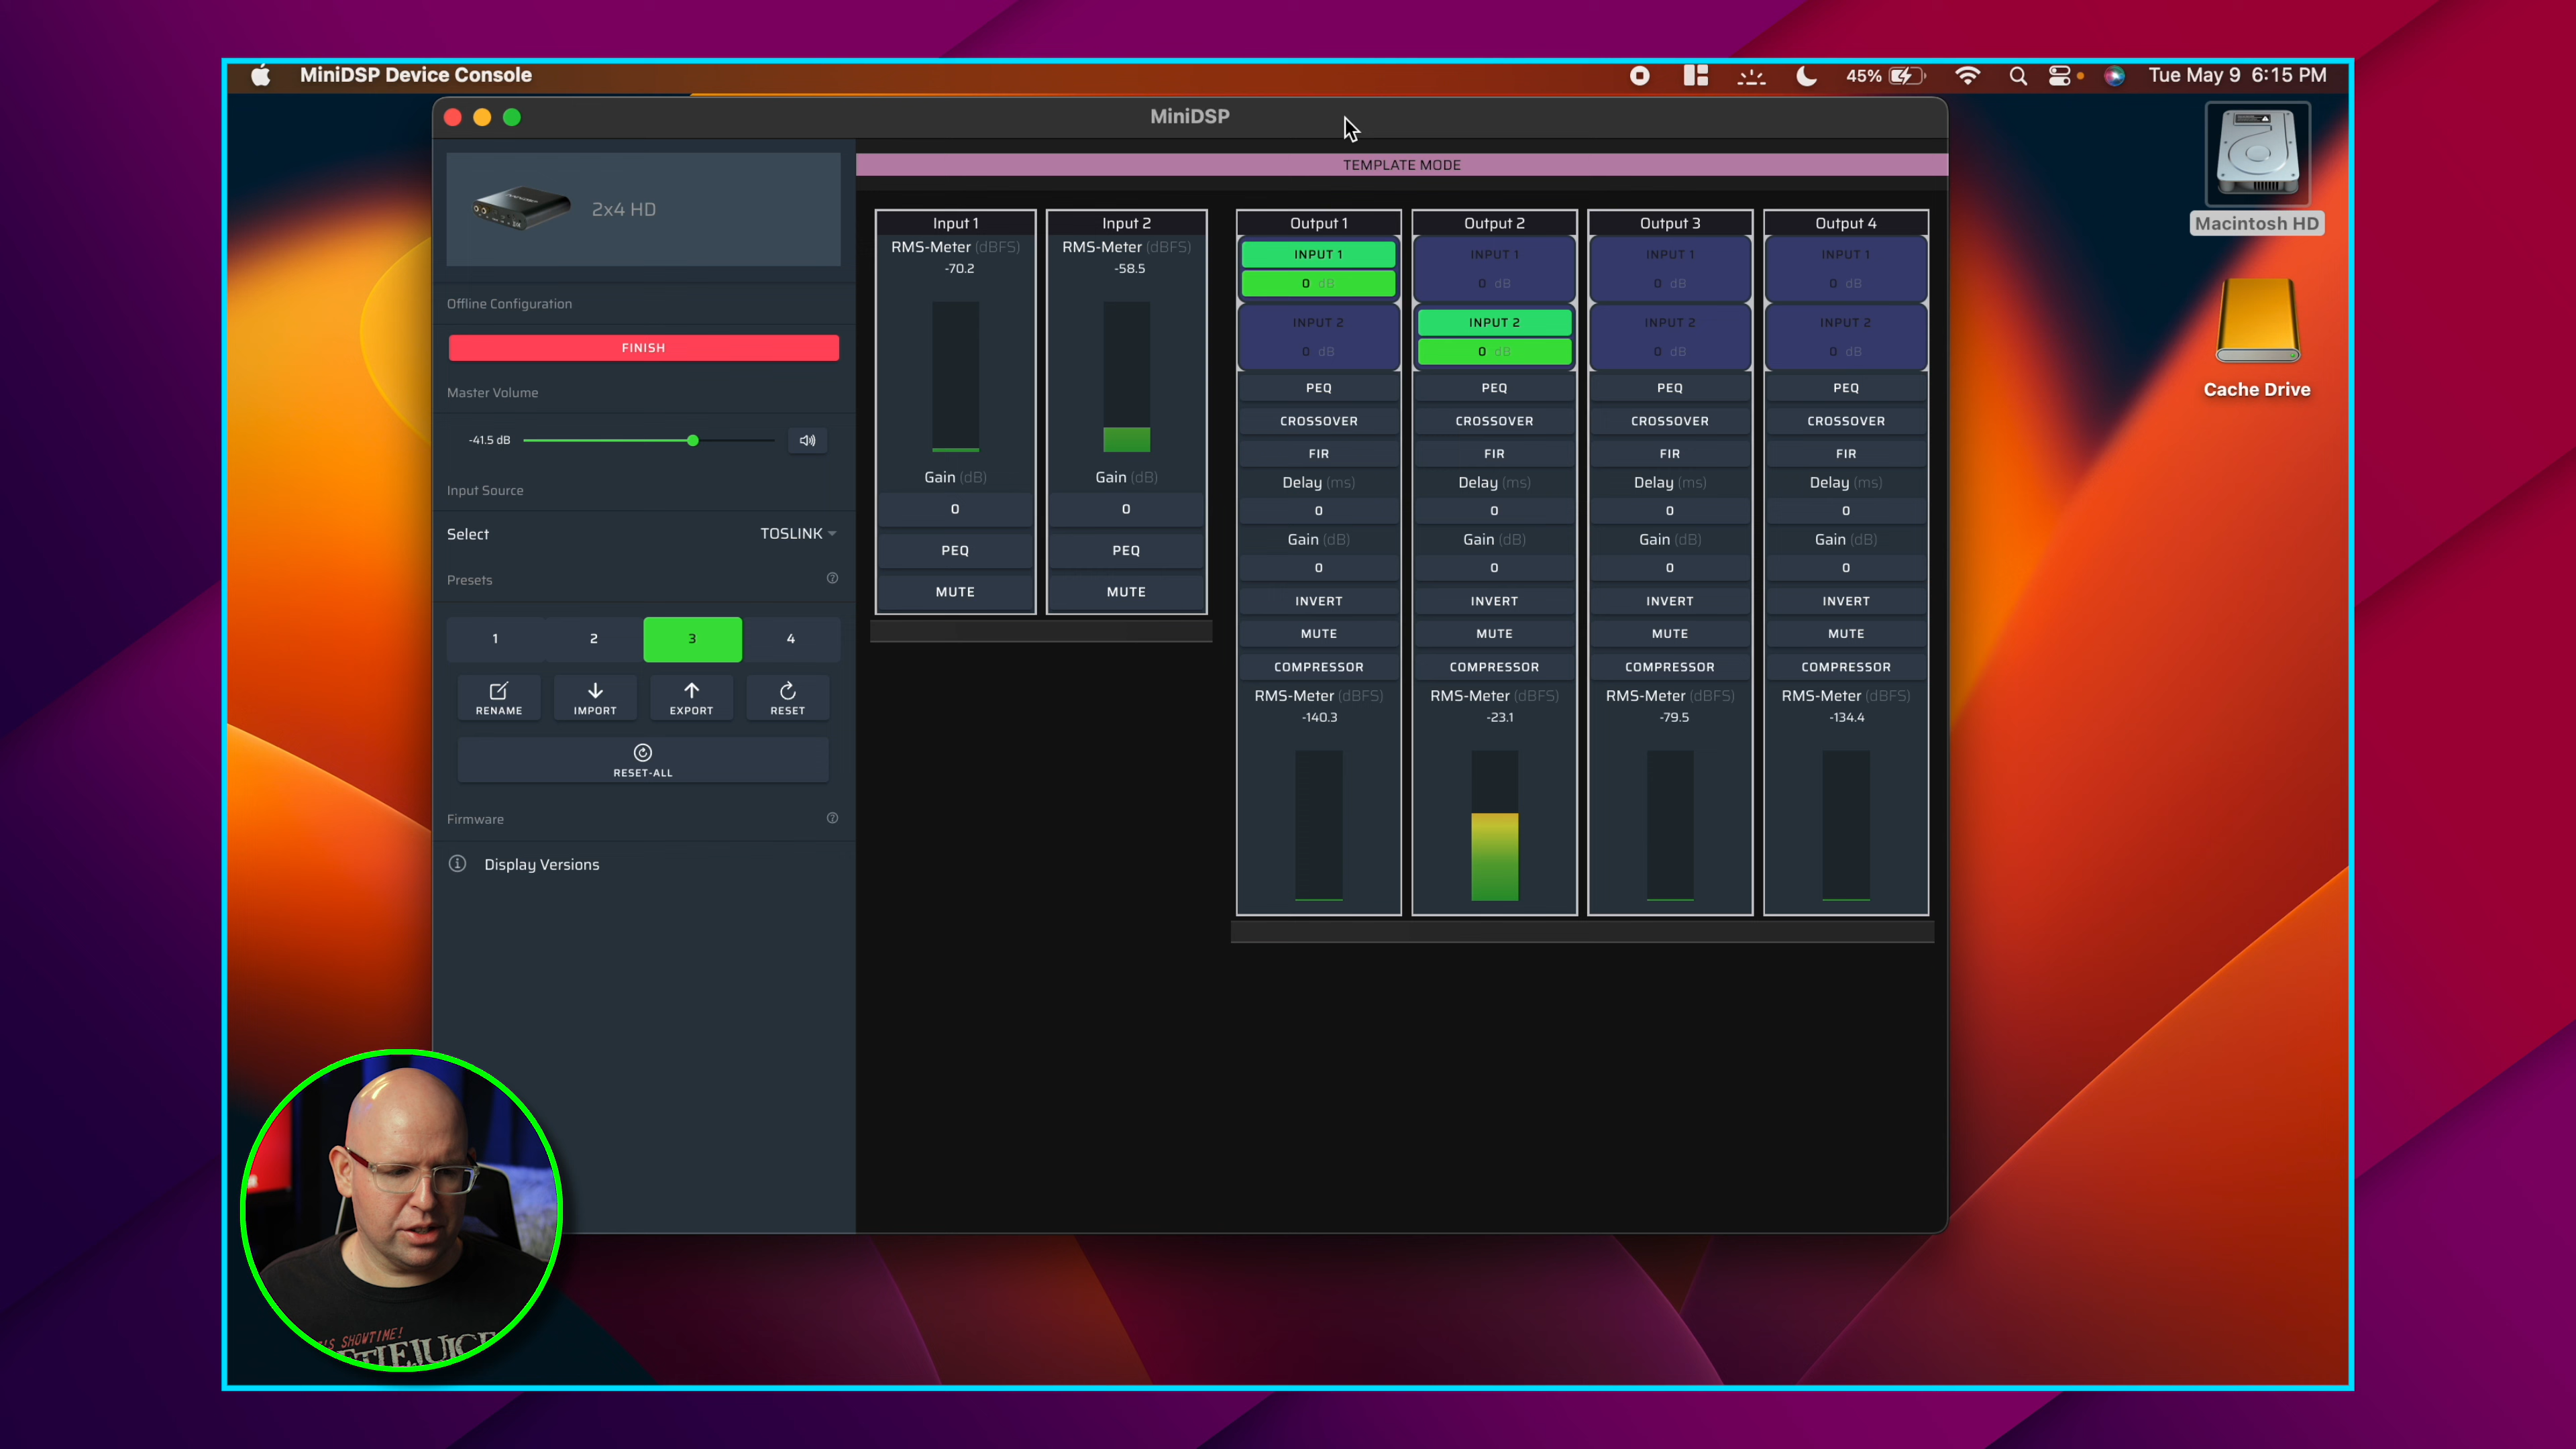 MiniDSP Device Console
45%
Tue May 9 6:15 PM
MiniDSP
Macintosh HD
Cache Drive
2x4 HD
Offline Configuration
FINISH
Master Volume
-41.5 dB
Input Source
Select TOSLINK
Presets
1 2 3 4
RENAME IMPORT EXPORT RESET
RESET-ALL
Firmware
Display Versions
TEMPLATE MODE
Input 1 Input 2
RMS-Meter (dBFS) RMS-Meter (dBFS)
-70.2 -58.5
Gain (dB) Gain (dB)
0 0
PEQ PEQ
MUTE MUTE
Output 1 Output 2 Output 3 Output 4
INPUT 1 INPUT 1 INPUT 1 INPUT 1
0 dB 0 dB 0 dB 0 dB
INPUT 2 INPUT 2 INPUT 2 INPUT 2
0 dB 0 dB 0 dB 0 dB
PEQ PEQ PEQ PEQ
CROSSOVER CROSSOVER CROSSOVER CROSSOVER
FIR FIR FIR FIR
Delay (ms) Delay (ms) Delay (ms) Delay (ms)
0 0 0 0
Gain (dB) Gain (dB) Gain (dB) Gain (dB)
0 0 0 0
INVERT INVERT INVERT INVERT
MUTE MUTE MUTE MUTE
COMPRESSOR COMPRESSOR COMPRESSOR COMPRESSOR
RMS-Meter (dBFS) RMS-Meter (dBFS) RMS-Meter (dBFS) RMS-Meter (dBFS)
-140.3 -23.1 -79.5 -134.4
SHOWTIME!